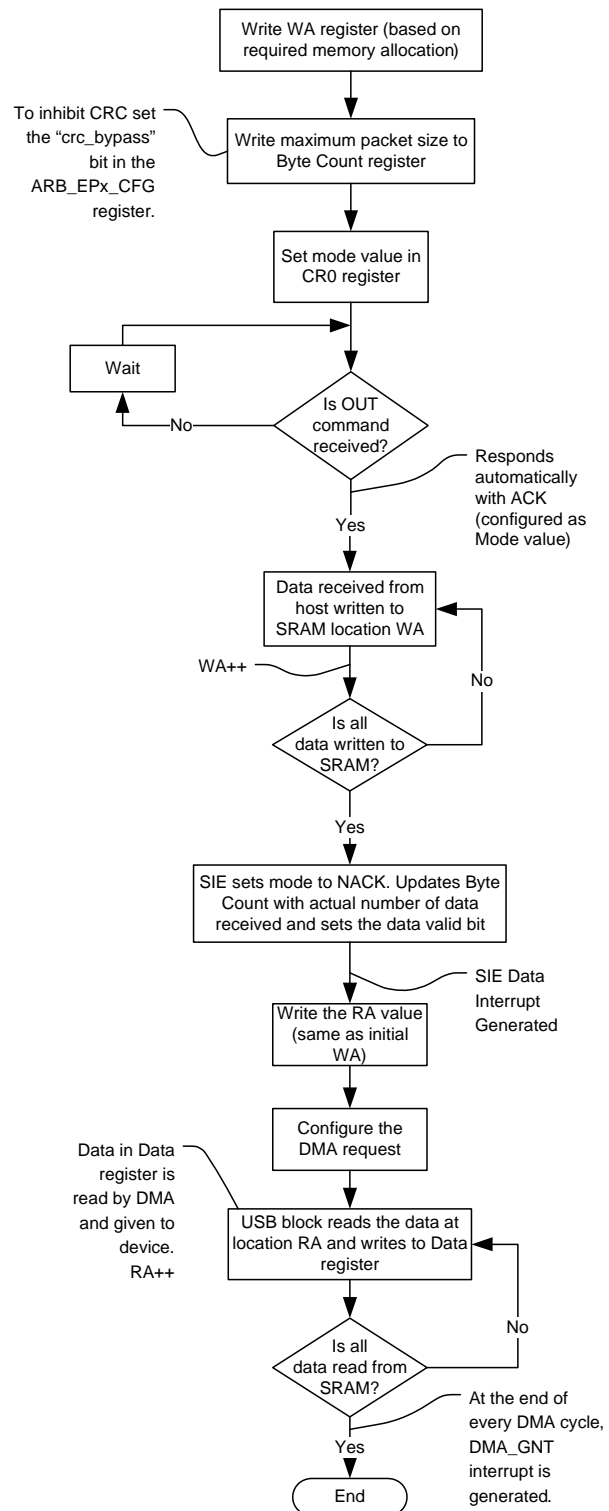 Write WA register (based on
required memory allocation)
To inhibit CRC set
the “crc_bypass”
bit in the
ARB_EPx_CFG
register.
Write maximum packet size to
Byte Count register
Set mode value in
CR0 register
Wait
No
Is OUT
command
received?
Responds
automatically
with ACK
(configured as
Mode value)
Yes
Data received from
host written to
SRAM location WA
WA++
No
Is all
data written to
SRAM?
Yes
SIE sets mode to NACK. Updates Byte
Count with actual number of data
received and sets the data valid bit
SIE Data
Interrupt
Generated
Write the RA value
(same as initial
WA)
Configure the
DMA request
Data in Data
register is
read by DMA
and given to
device.
RA++
USB block reads the data at
location RA and writes to Data
register
No
Is all
data read from
SRAM?
At the end of
every DMA cycle,
DMA_GNT
interrupt is
generated.
Yes
End